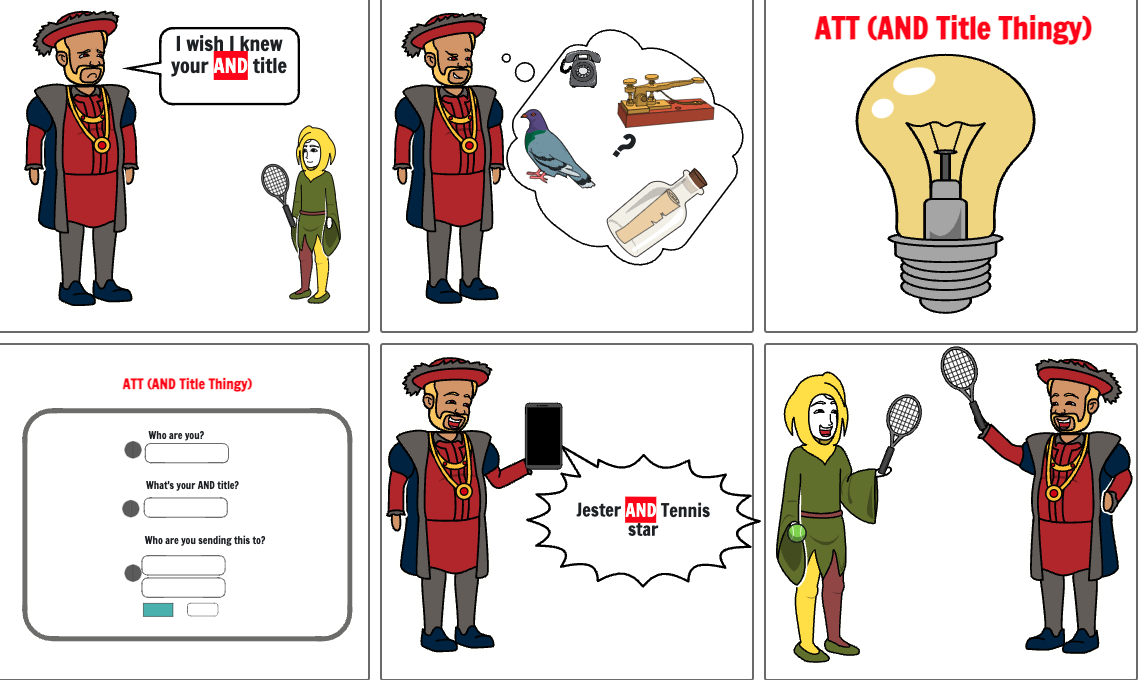 I wish I knew
your AND title
?
ATT (AND Title Thingy)
ATT (AND Title Thingy)
Who are you?
What's your AND title?
Who are you sending this to?
Jester AND Tennis
star